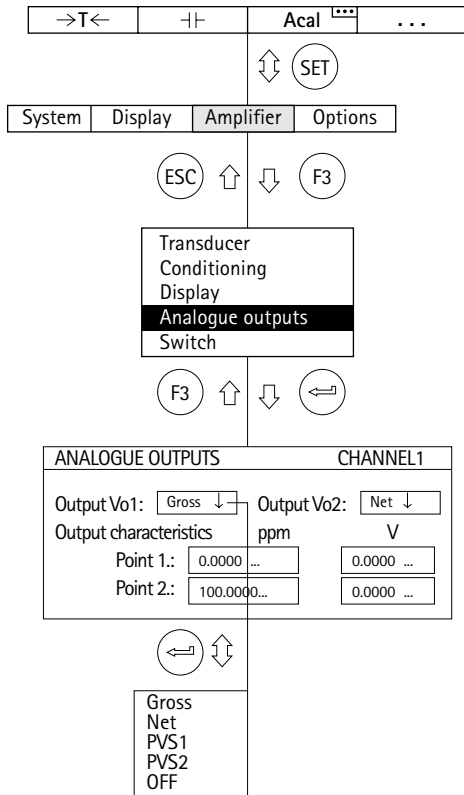 →T← ⊣⊢ Acal ... . . .
SET
System Display Amplifier Options
ESC F3
Transducer
Conditioning
Display
Analogue outputs
Switch
F3
ANALOGUE OUTPUTS CHANNEL1
Output Vo1: Gross ↓ Output Vo2: Net ↓
Output characteristics ppm V
Point 1.: 0.0000 ... 0.0000 ...
Point 2.: 100.0000... 0.0000 ...
Gross
Net
PVS1
PVS2
OFF